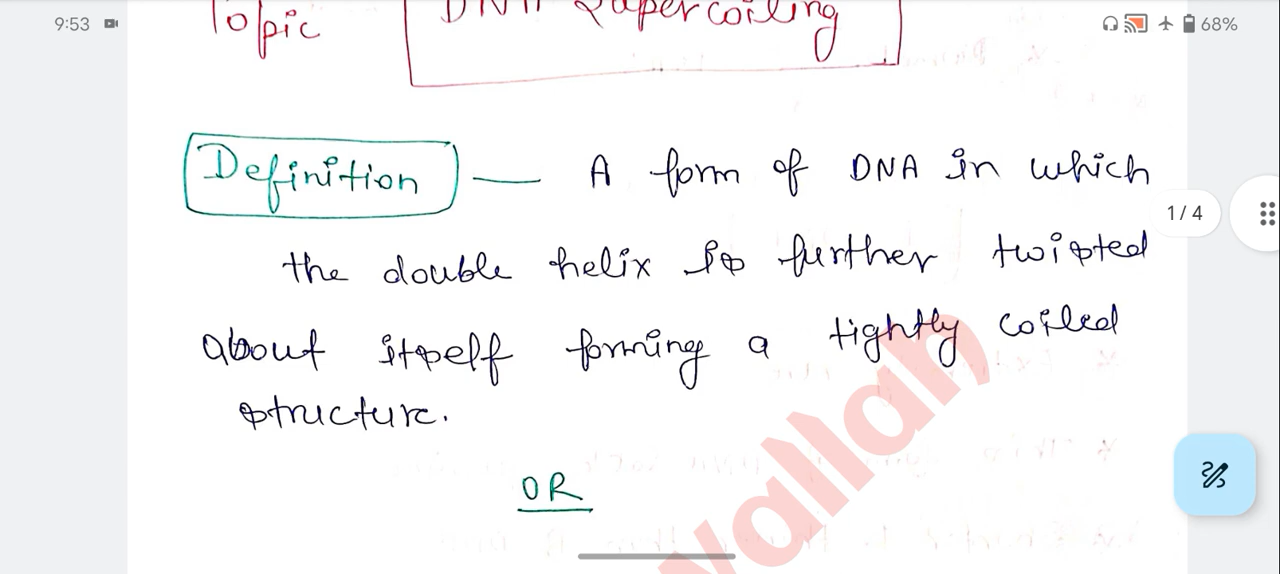 9:53
68%
Topic
DNA Supercoiling
Definition — A form of DNA in which
1 / 4
the double helix is further twisted
about itself forming a tightly coiled
structure.
OR
wallah